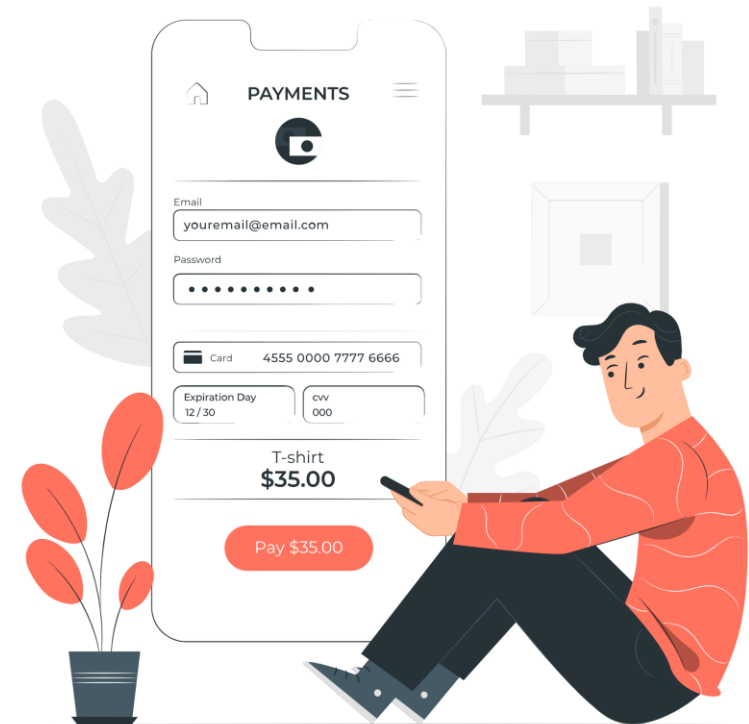 PAYMENTS
Email
youremail@email.com
Password
Card 4555 0000 7777 6666
Expiration Day
12 / 30
cvv
000
T-shirt
$35.00
Pay $35.00